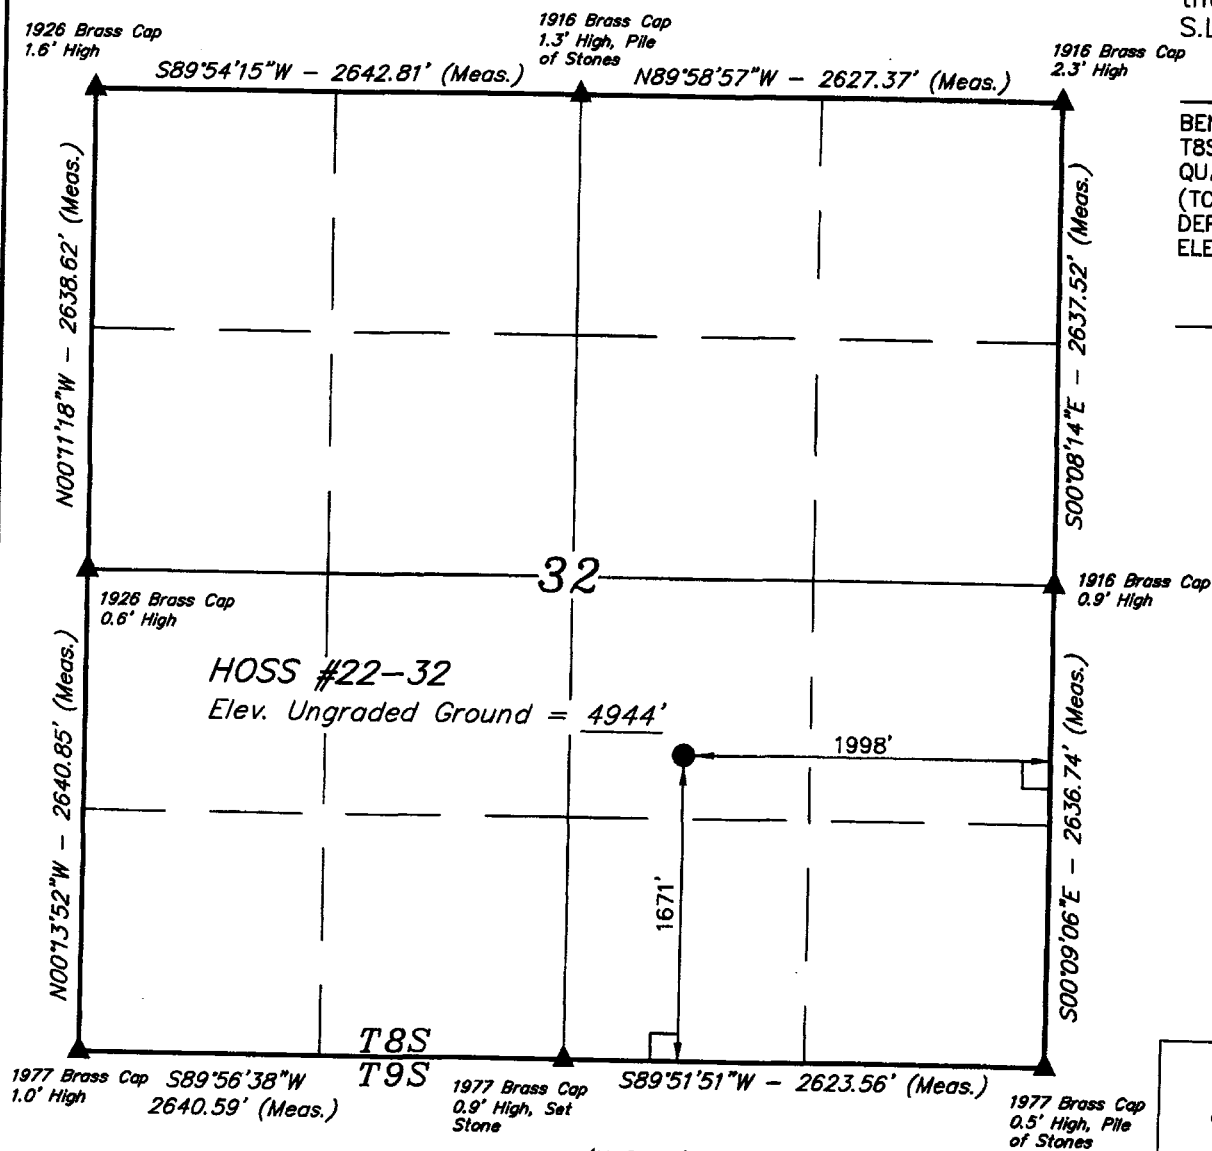 1926 Brass Cap
1.6' High
1916 Brass Cap
1.3' High, Pile
of Stones
1916 Brass Cap
2.3' High
S.L
S89°54'15"W - 2642.81' (Meas.)
N89°58'57"W - 2627.37' (Meas.)
BEN
T8S
QUA
(TO
DEP
ELE
N00°11'18"W - 2638.62' (Meas.)
S00°08'14"E - 2637.52' (Meas.)
32
1926 Brass Cap
0.6' High
1916 Brass Cap
0.9' High
HOSS #22-32
Elev. Ungraded Ground = 4944'
1998'
1671'
N00°13'52"W - 2640.85' (Meas.)
S00°09'06"E - 2636.74' (Meas.)
T8S
T9S
1977 Brass Cap
1.0' High
S89°56'38"W
2640.59' (Meas.)
1977 Brass Cap
0.9' High, Set
Stone
S89°51'51"W - 2623.56' (Meas.)
1977 Brass Cap
0.5' High, Pile
of Stones